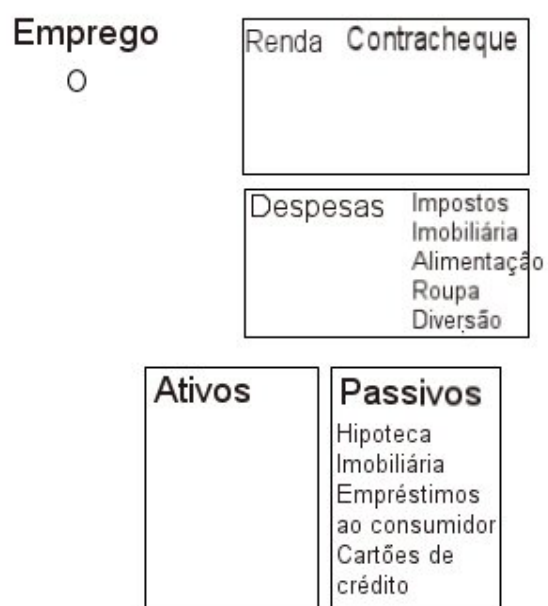 Emprego
O
Renda Contracheque
Despesas Impostos
Imobiliária
Alimentação
Roupa
Diversão
Ativos
Passivos
Hipoteca
Imobiliária
Empréstimos
ao consumidor
Cartões de
crédito